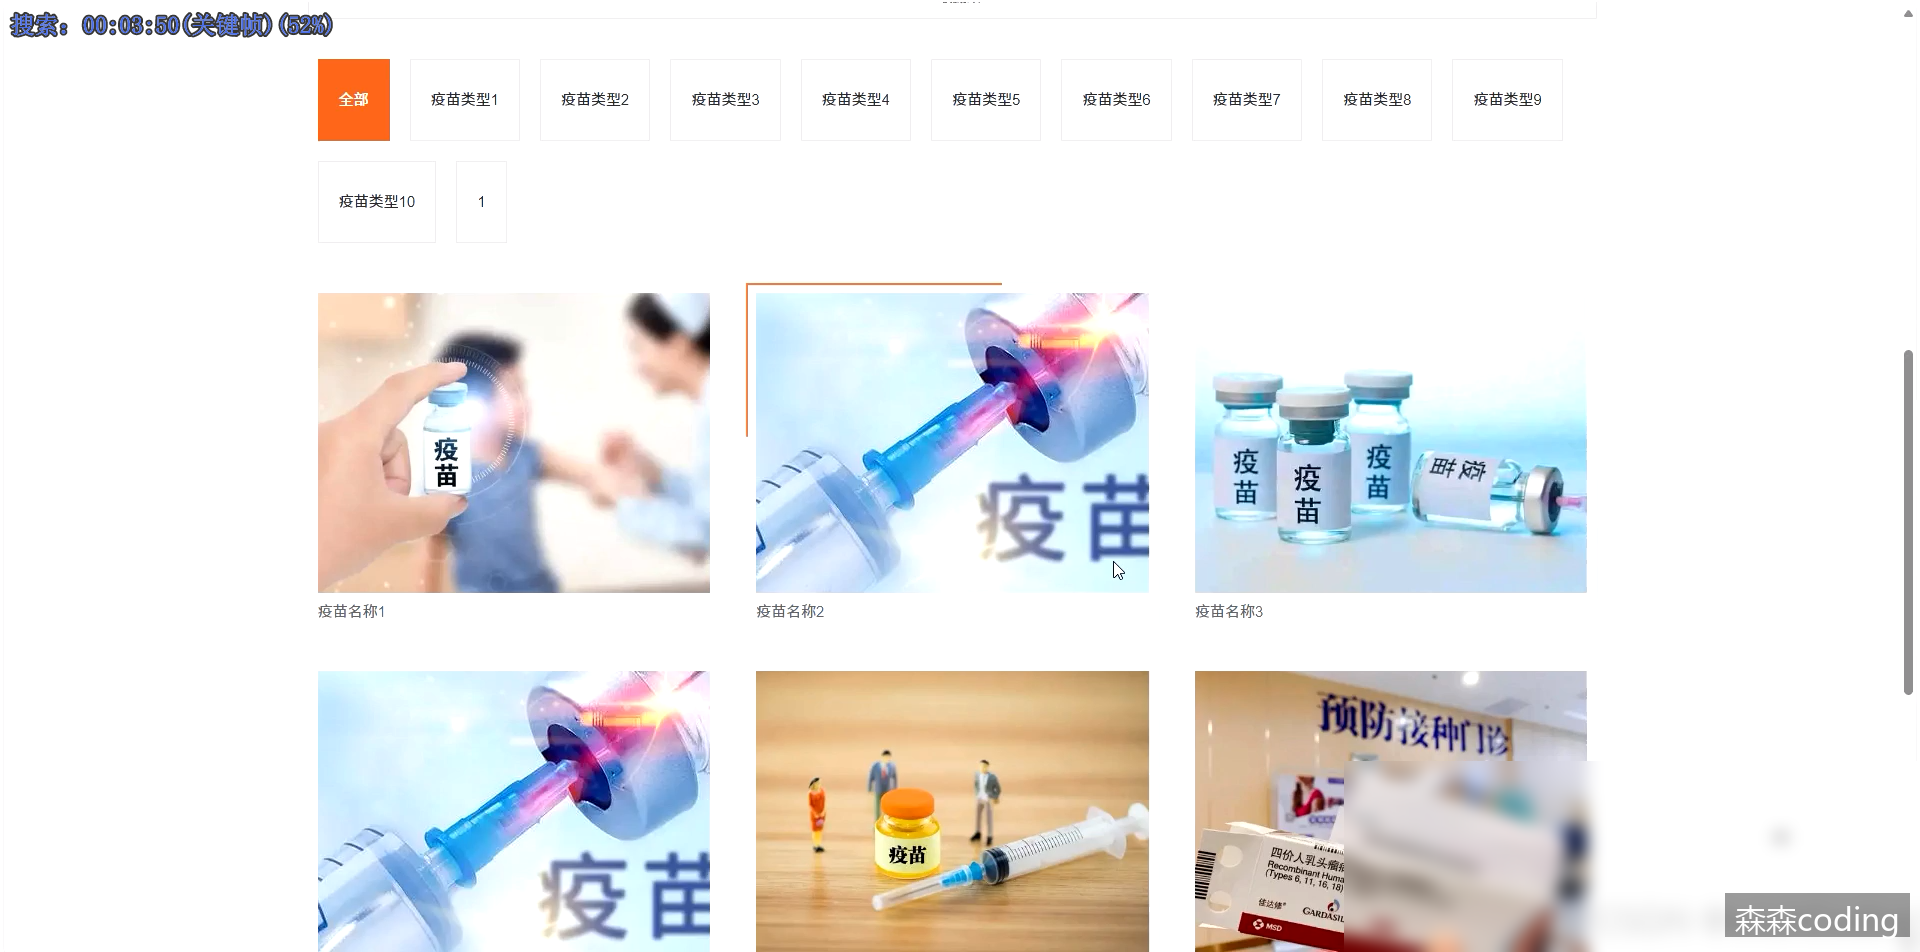 搜索: 00:03:50(关键帧)(52%)
全部
疫苗类型1
疫苗类型2
疫苗类型3
疫苗类型4
疫苗类型5
疫苗类型6
疫苗类型7
疫苗类型8
疫苗类型9
疫苗类型10
1
疫苗
疫苗
疫苗
疫苗
疫苗
疫苗
疫苗名称1
疫苗名称2
疫苗名称3
疫苗
疫苗
预防接种门诊
四价人乳头瘤
Recombinant Huma
(Types 6, 11, 16, 18)
佳达修
GARDASIL
MSD
森森coding